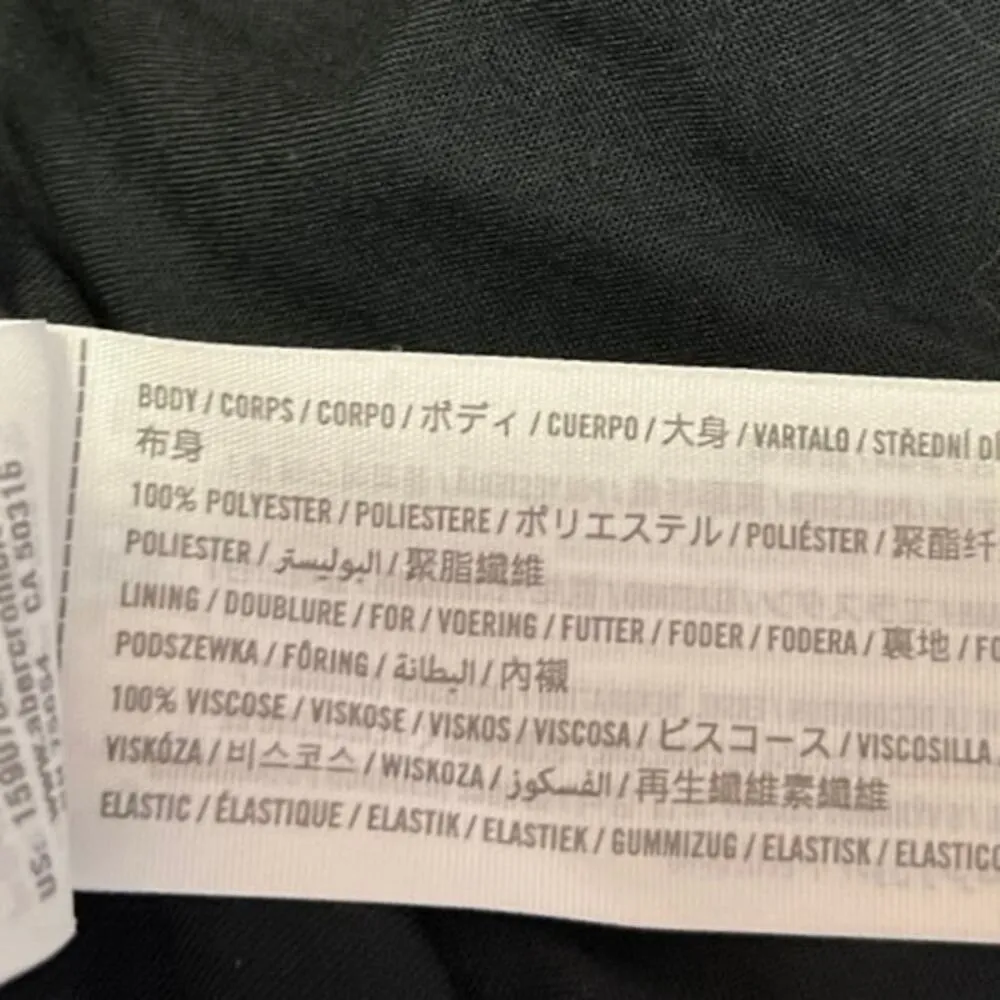 BODY / CORPS / CORPO / ボディ / CUERPO / 大身 / VARTALO / STŘEDNÍ
布身
100% POLYESTER / POLIESTERE / ポリエステル / POLIÉSTER / 聚酯纤
POLIESTER / البوليستر / 聚脂纖維
LINING / DOUBLURE / FOR / VOERING / FUTTER / FODER / FODERA / 裏地 / FO
PODSZEWKA / FÔRING / البطانة / 內襯
100% VISCOSE / VISKOSE / VISKOS / VISCOSA / ビスコース / VISCOSILLA
VISKÓZA / 비스코스 / WISKOZA / الفسكوز / 再生纖維素纖維
ELASTIC / ÉLASTIQUE / ELASTIK / ELASTIEK / GUMMIZUG / ELASTISK / ELASTICO
CA 50316